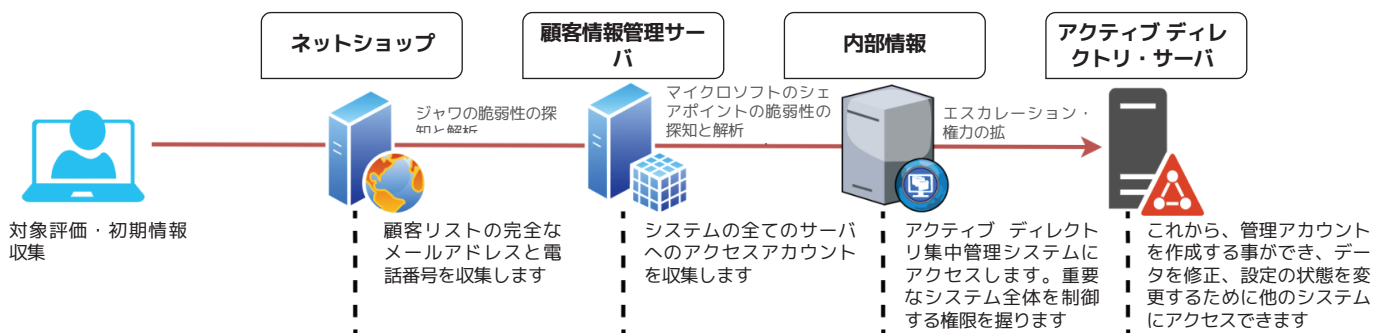 ネットショップ
顧客情報管理サー
バ
内部情報
アクティブ ディレ
クトリ・サーバ
ジャワの脆弱性の探
知と解析
マイクロソフトのシェ
アポイントの脆弱性の
探知と解析
エスカレーション・
権力の拡
対象評価・初期情報
収集
顧客リストの完全な
メールアドレスと電
話番号を収集します
システムの全てのサーバ
へのアクセスアカウント
を収集します
アクティブ ディレクト
リ集中管理システムに
アクセスします。重要
なシステム全体を制御
する権限を握ります
これから、管理アカウント
を作成する事ができ、デー
タを修正、設定の状態を変
更するために他のシステム
にアクセスできます